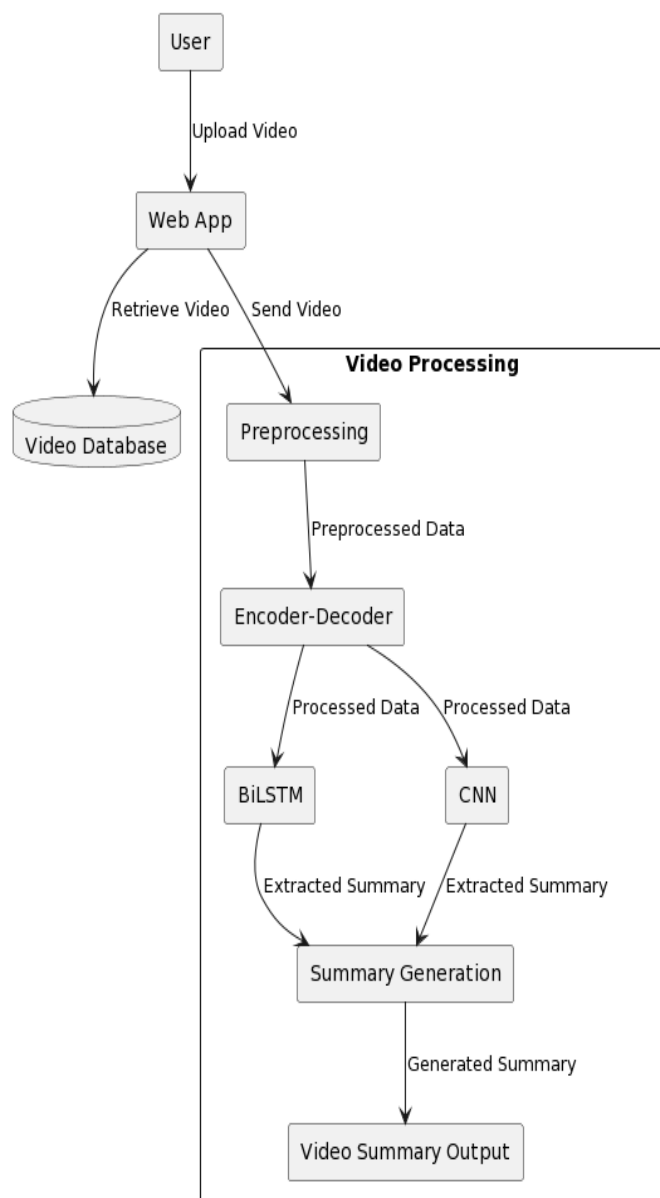 User
Upload Video
Web App
Retrieve Video
Send Video
Video Processing
Preprocessing
Video Database
Preprocessed Data
Encoder-Decoder
Processed Data
Processed Data
BiLSTM
CNN
Extracted Summary
Extracted Summary
Summary Generation
Generated Summary
Video Summary Output